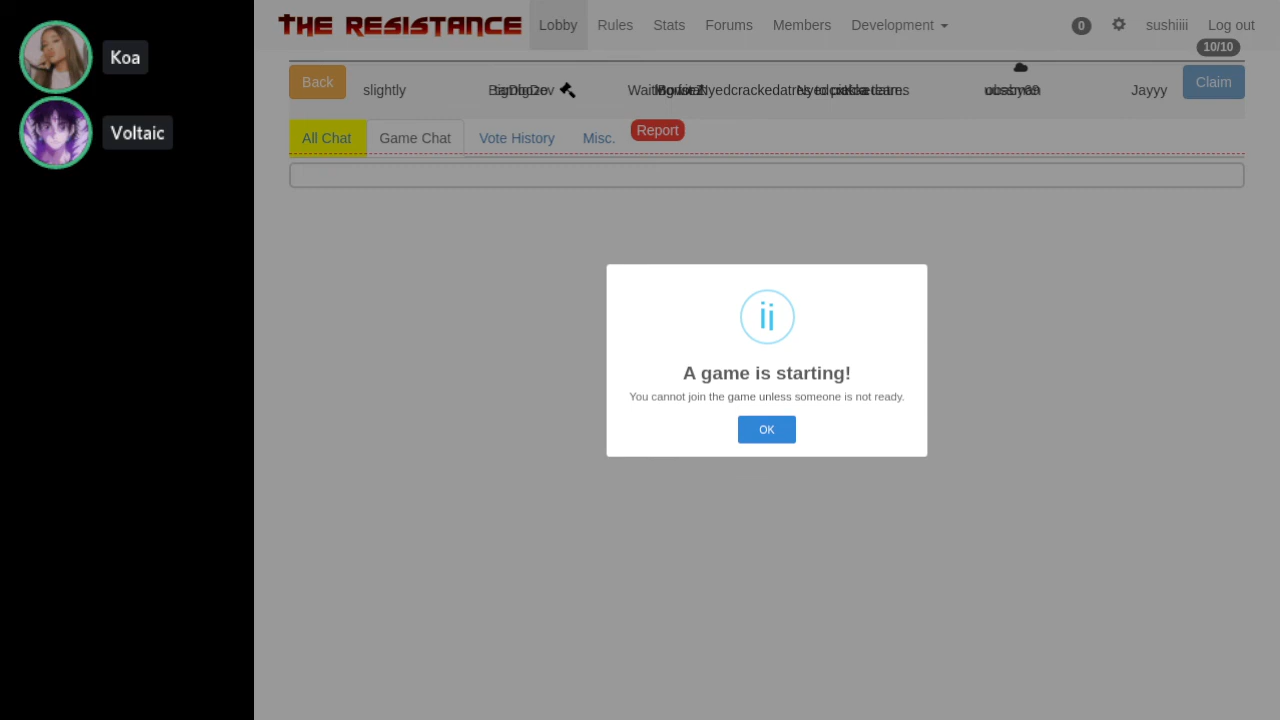 Koa
Voltaic
THE RESISTANCE
Lobby Rules Stats Forums Members Development 0 sushiiii Log out
10/10
Back slightly Jayyy Claim
All Chat Game Chat Vote History Misc. Report
A game is starting!
You cannot join the game unless someone is not ready.
OK